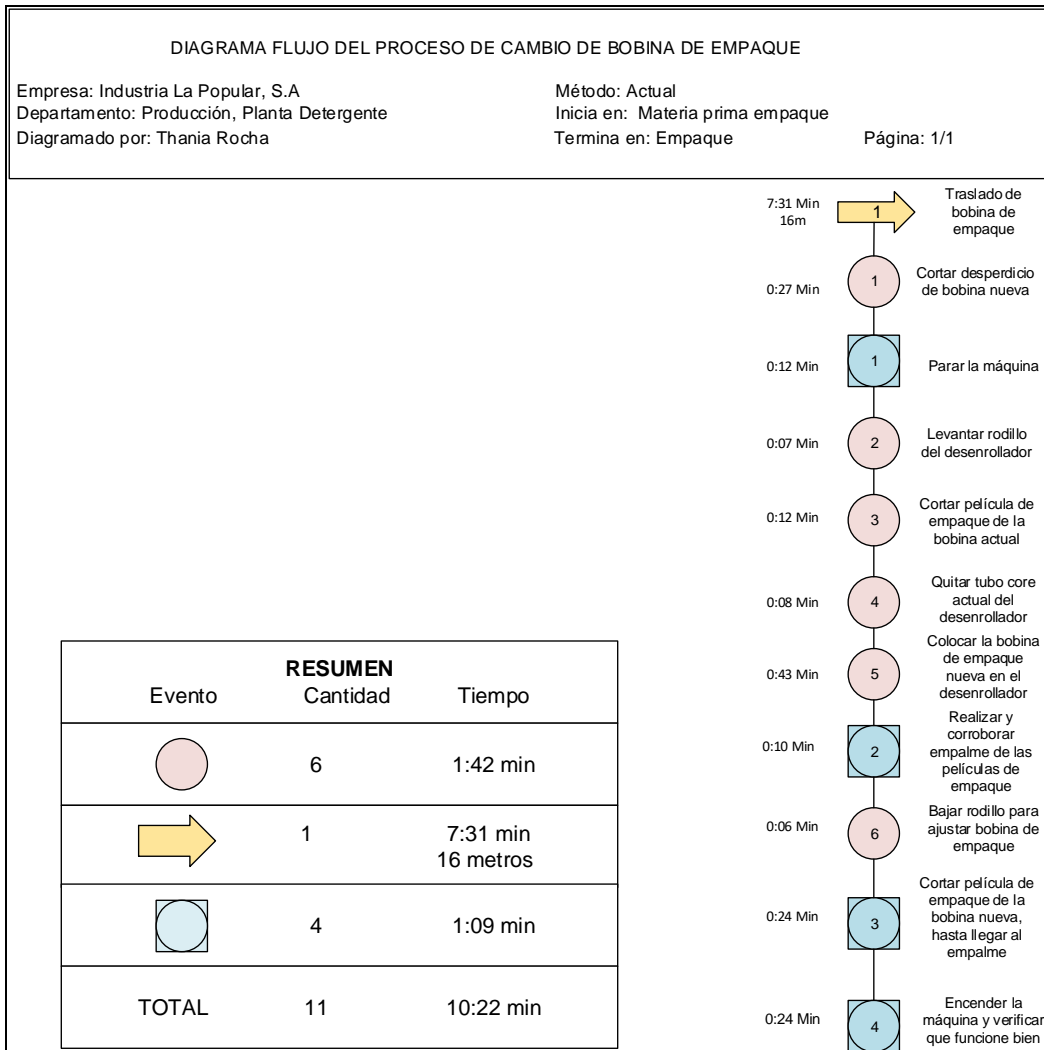 DIAGRAMA FLUJO DEL PROCESO DE CAMBIO DE BOBINA DE EMPAQUE
Empresa: Industria La Popular, S.A
Departamento: Producción, Planta Detergente
Diagramado por: Thania Rocha
Método: Actual
Inicia en: Materia prima empaque
Termina en: Empaque
Página: 1/1
7:31 Min
16m
1
Traslado de
bobina de
empaque
0:27 Min
1
Cortar desperdicio
de bobina nueva
0:12 Min
1
Parar la máquina
0:07 Min
2
Levantar rodillo
del desenrollador
0:12 Min
3
Cortar película de
empaque de la
bobina actual
0:08 Min
4
Quitar tubo core
actual del
desenrollador
0:43 Min
5
Colocar la bobina
de empaque
nueva en el
desenrollador
0:10 Min
2
Realizar y
corroborar
empalme de las
películas de
empaque
0:06 Min
6
Bajar rodillo para
ajustar bobina de
empaque
0:24 Min
3
Cortar película de
empaque de la
bobina nueva,
hasta llegar al
empalme
0:24 Min
4
Encender la
máquina y verificar
que funcione bien
RESUMEN
Evento Cantidad Tiempo
6 1:42 min
1 7:31 min
16 metros
4 1:09 min
TOTAL 11 10:22 min